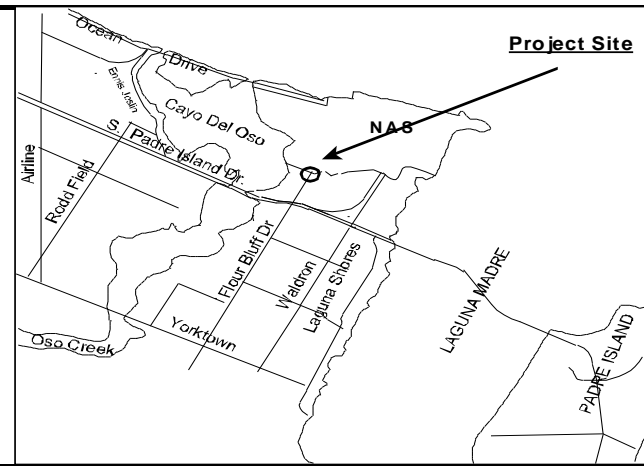 Project Site
Ocean Drive
Ennis Joslin
Cayo Del Oso
NAS
S. Padre Island Dr.
Airline
Rodd Field
Flour Bluff Dr
Waldron
Laguna Shores
LAGUNA MADRE
PADRE ISLAND
Yorktown
Oso Creek